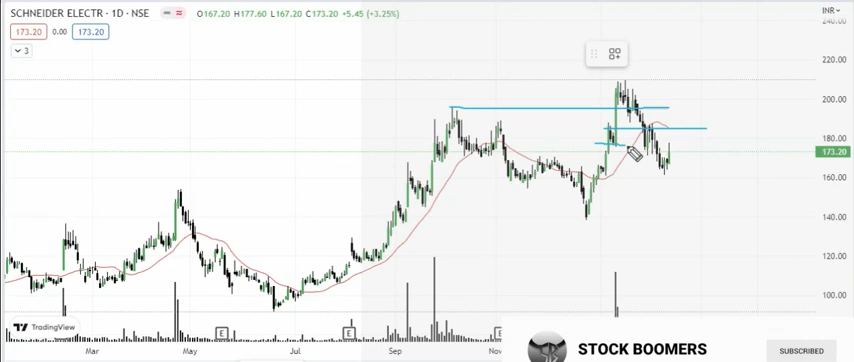 SCHNEIDER ELECTR · 1D · NSE O167.20 H177.60 L167.20 C173.20 +5.45 (+3.25%)
INR
173.20 0.00 173.20
3
240.00
220.00
200.00
180.00
173.20
160.00
140.00
120.00
100.00
E E E
TradingView
Mar May Jul Sep Nov
STOCK BOOMERS
SUBSCRIBED